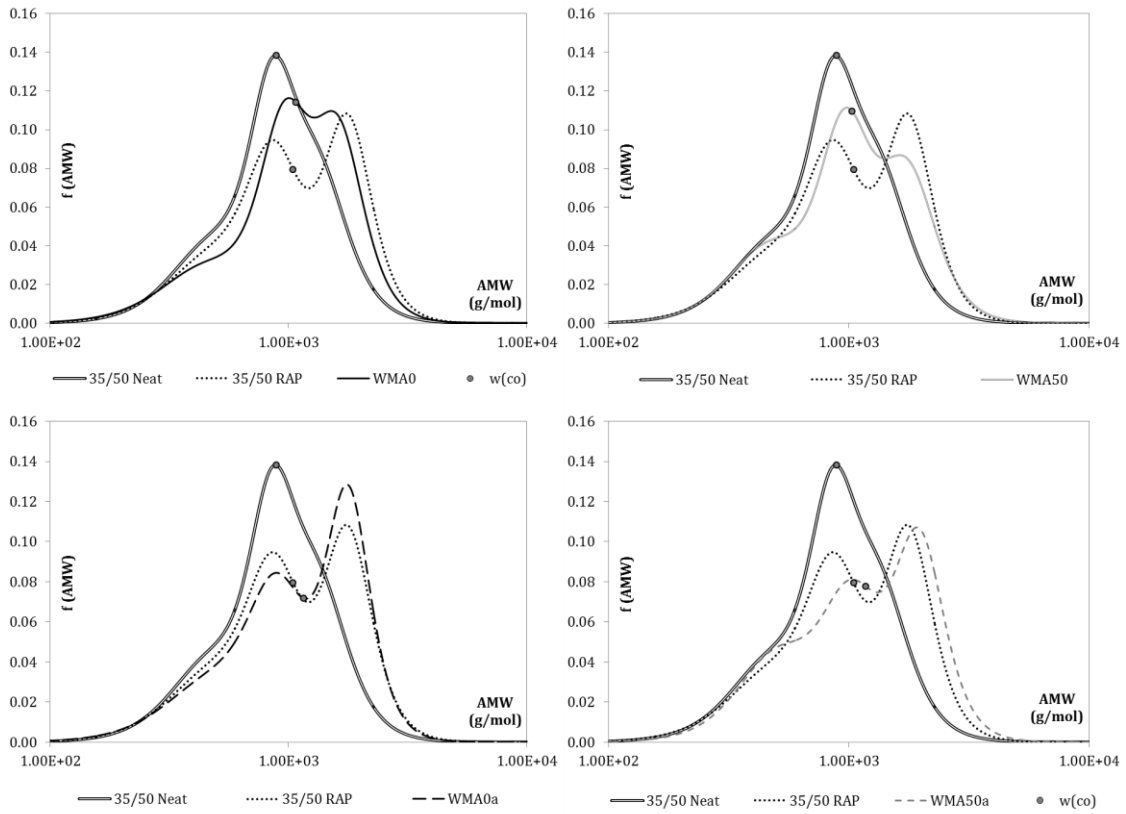 0.16
0.14
0.12
0.10
0.08
0.06
0.04
0.02
0.00
f (AMW)
AMW
(g/mol)
1.00E+02 1.00E+03 1.00E+04
35/50 Neat 35/50 RAP WMA0 w(co)
0.16
0.14
0.12
0.10
0.08
0.06
0.04
0.02
0.00
f (AMW)
AMW
(g/mol)
1.00E+02 1.00E+03 1.00E+04
35/50 Neat 35/50 RAP WMA50
0.16
0.14
0.12
0.10
0.08
0.06
0.04
0.02
0.00
f (AMW)
AMW
(g/mol)
1.00E+02 1.00E+03 1.00E+04
35/50 Neat 35/50 RAP WMA0a
0.16
0.14
0.12
0.10
0.08
0.06
0.04
0.02
0.00
f (AMW)
AMW
(g/mol)
1.00E+02 1.00E+03 1.00E+04
35/50 Neat 35/50 RAP WMA50a w(co)